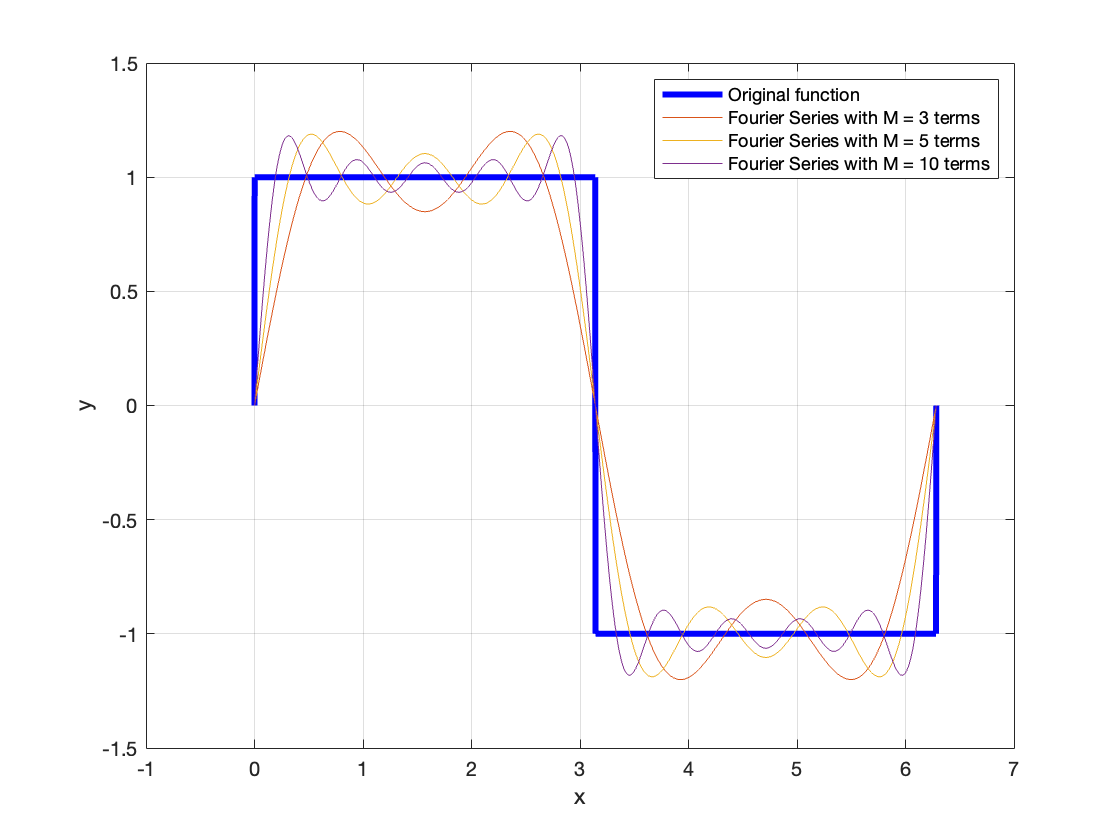 1.5
1
0.5
0
-0.5
-1
-1.5
y
-1 0 1 2 3 4 5 6 7
x
Original function
Fourier Series with M = 3 terms
Fourier Series with M = 5 terms
Fourier Series with M = 10 terms